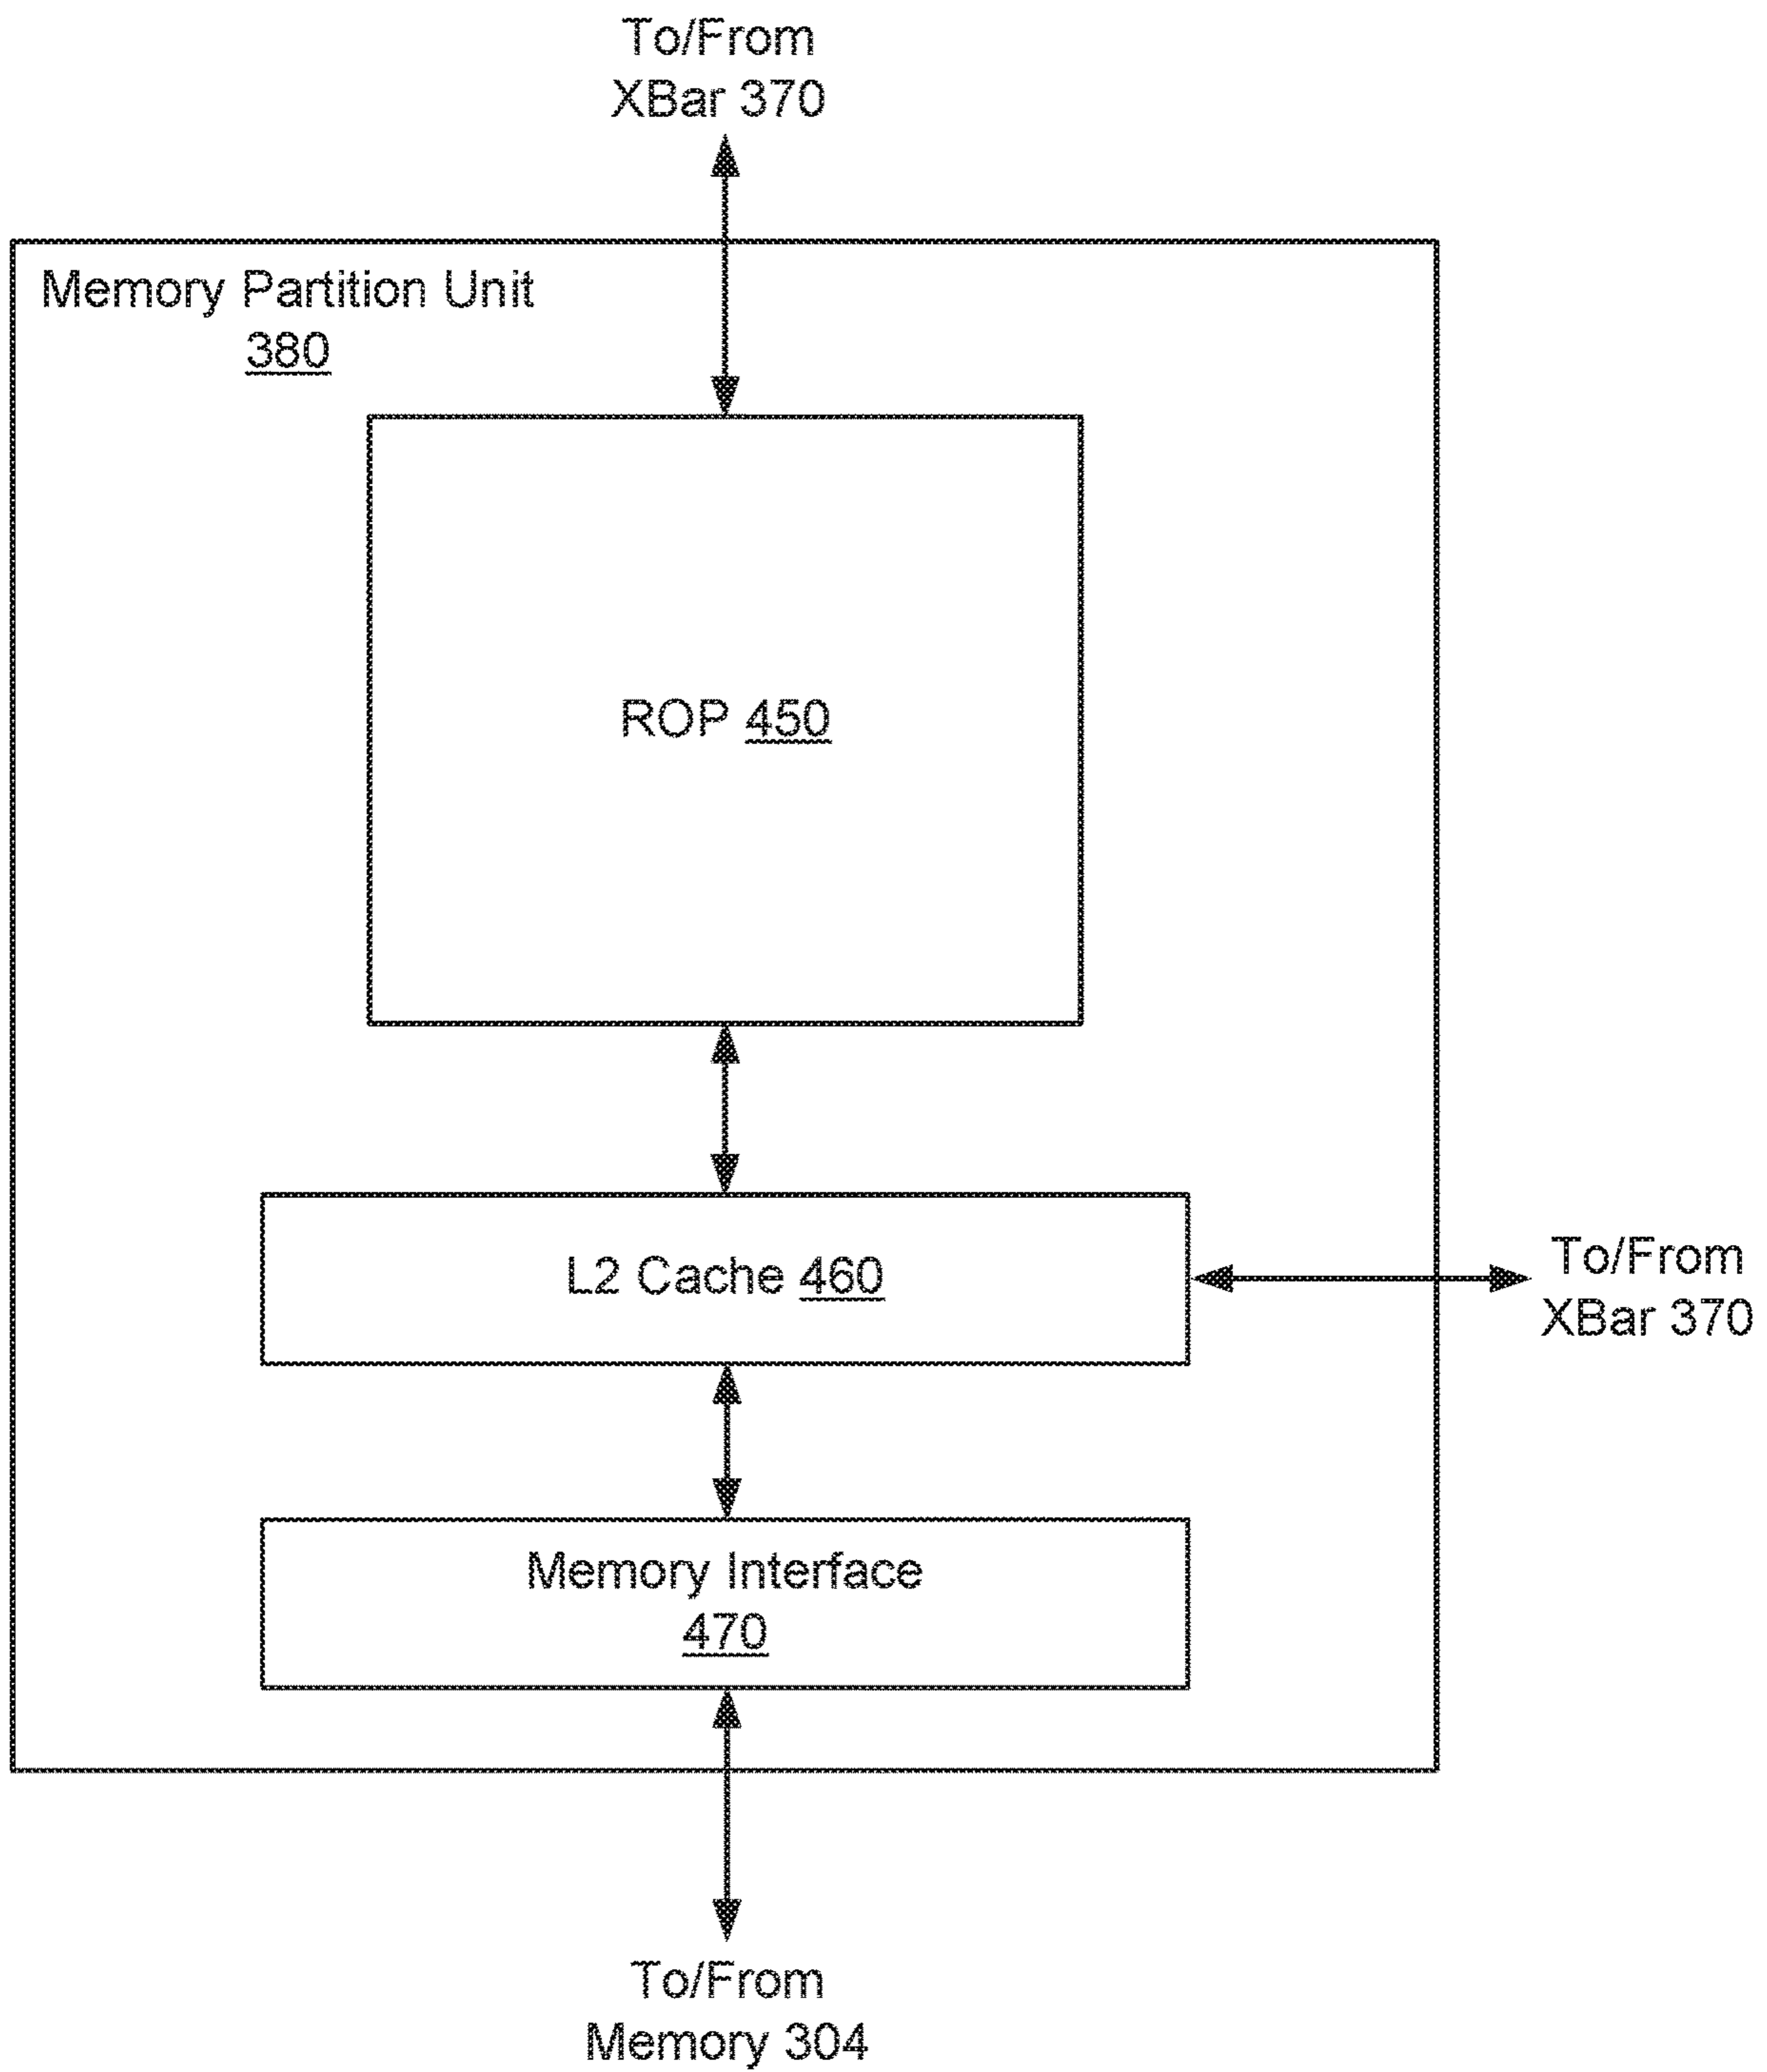 To/From
XBar 370
Memory Partition Unit
380
ROP 450
L2 Cache 460
To/From
XBar 370
Memory Interface
470
To/From
Memory 304